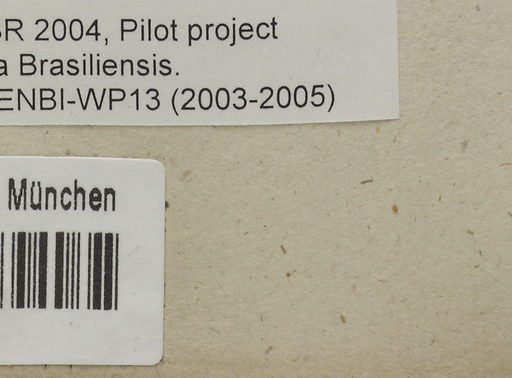 R 2004, Pilot project
a Brasiliensis.
ENBI-WP13 (2003-2005)
München